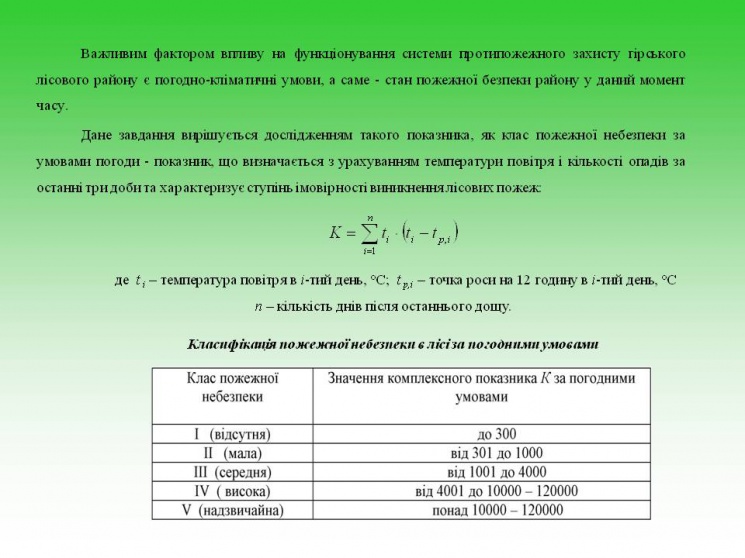 Важливим фактором впливу на функціонування системи протипожежного захисту гірського
лісового району є погодно-кліматичні умови, а саме - стан пожежної безпеки району у даний момент
часу.
Дане завдання вирішується дослідженням такого показника, як клас пожежної небезпеки за
умовами погоди - показник, що визначається з урахуванням температури повітря і кількості опадів за
останні три доби та характеризує ступінь імовірності виникнення лісових пожеж:
K = ∑_{i=1}^{n} t_i · (t_i − t_{p,i})
де t_i – температура повітря в i-тий день, °C; t_{p,i} – точка роси на 12 годину в i-тий день, °C
n – кількість днів після останнього дощу.
Класифікація пожежної небезпеки в лісі за погодними умовами
Клас пожежної небезпеки Значення комплексного показника K за погодними умовами
I (відсутня) до 300
II (мала) від 301 до 1000
III (середня) від 1001 до 4000
IV ( висока) від 4001 до 10000 – 120000
V (надзвичайна) понад 10000 – 120000